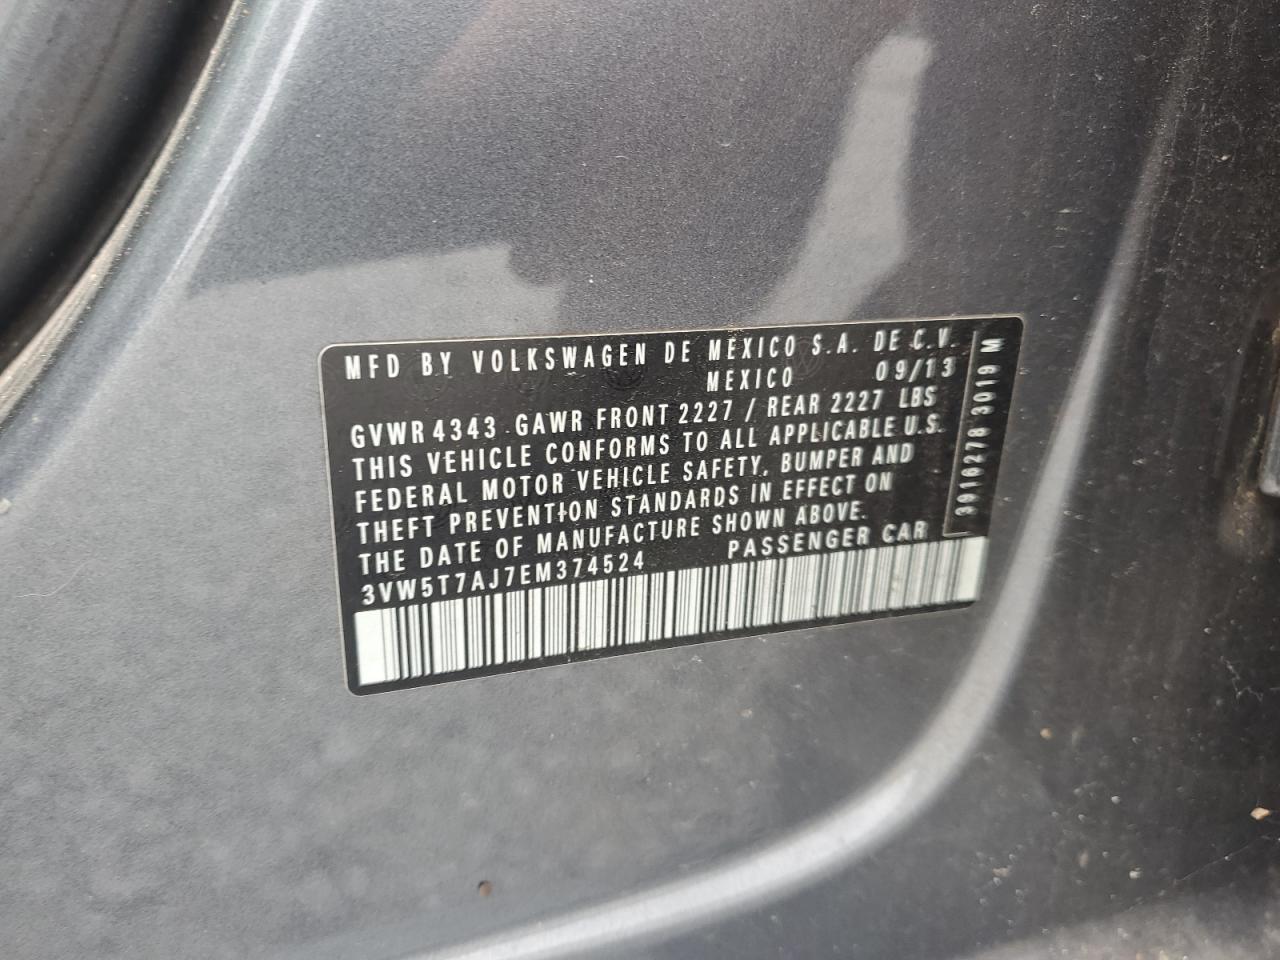 MFD BY VOLKSWAGEN DE MEXICO S.A. DE C.V.
MEXICO 09/13
GVWR 4343 GAWR FRONT 2227 / REAR 2227 LBS
THIS VEHICLE CONFORMS TO ALL APPLICABLE U.S.
FEDERAL MOTOR VEHICLE SAFETY, BUMPER AND
THEFT PREVENTION STANDARDS IN EFFECT ON
THE DATE OF MANUFACTURE SHOWN ABOVE.
3VW5T7AJ7EM374524 PASSENGER CAR
3916278 3019 M